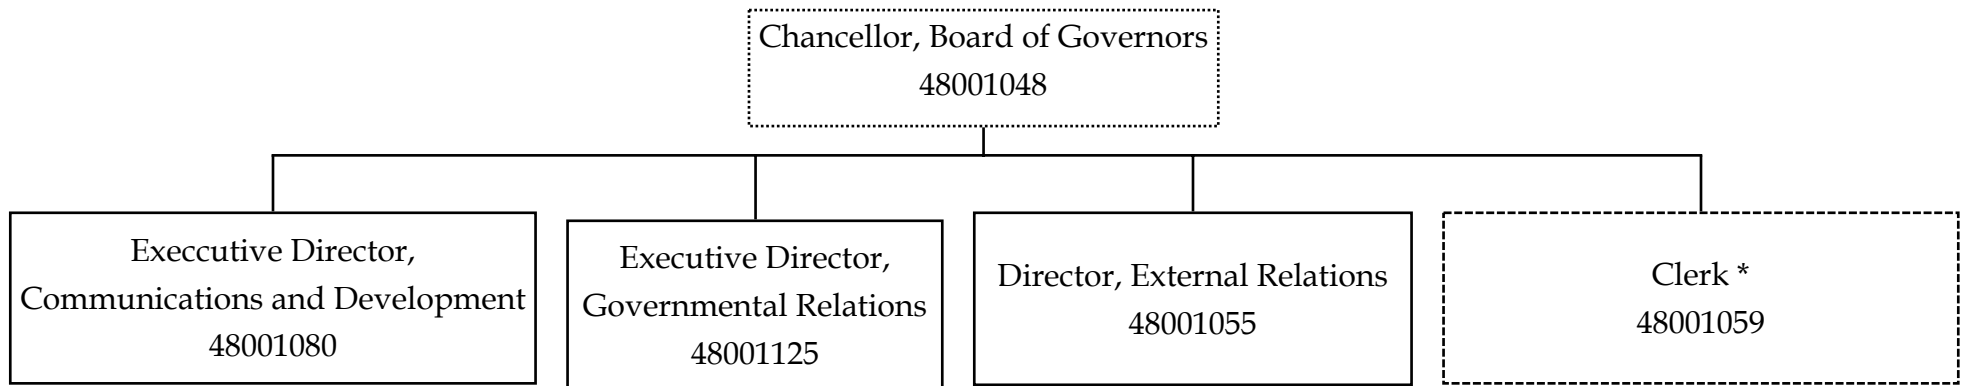 Chancellor, Board of Governors
48001048
Execcutive Director,
Communications and Development
48001080
Executive Director,
Governmental Relations
48001125
Director, External Relations
48001055
Clerk *
48001059